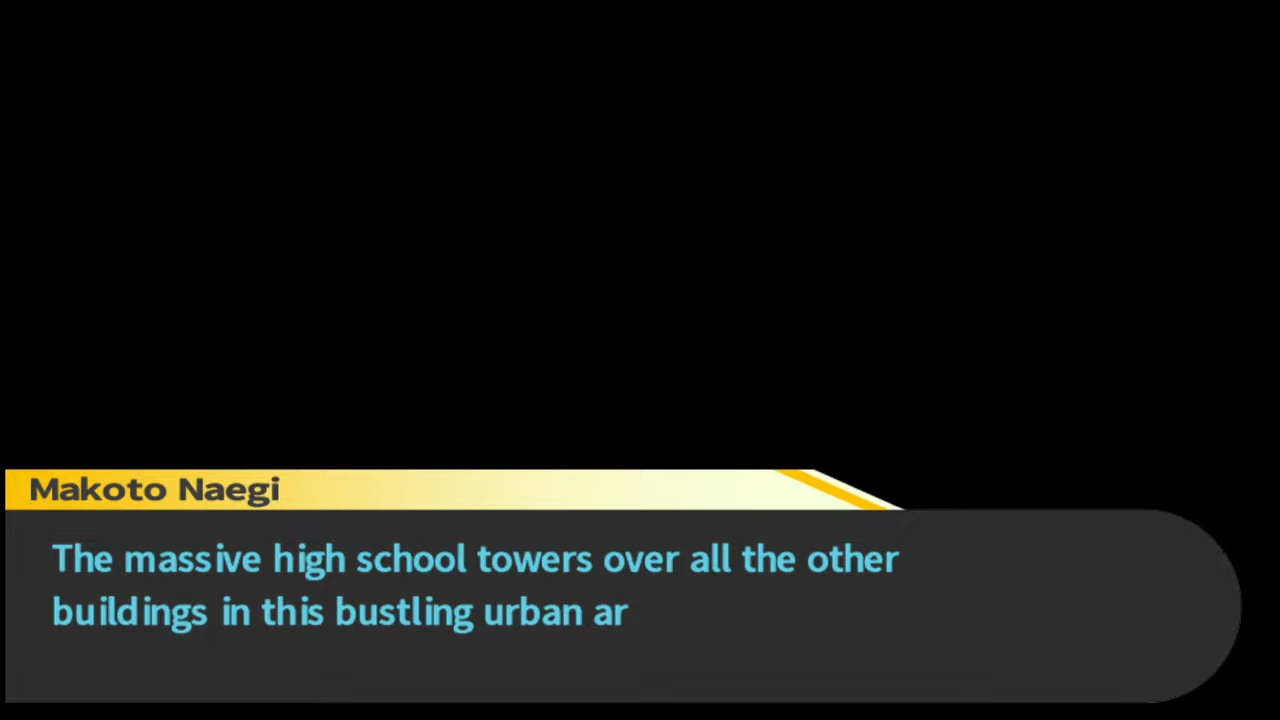 Makoto Naegi
The massive high school towers over all the other
buildings in this bustling urban ar